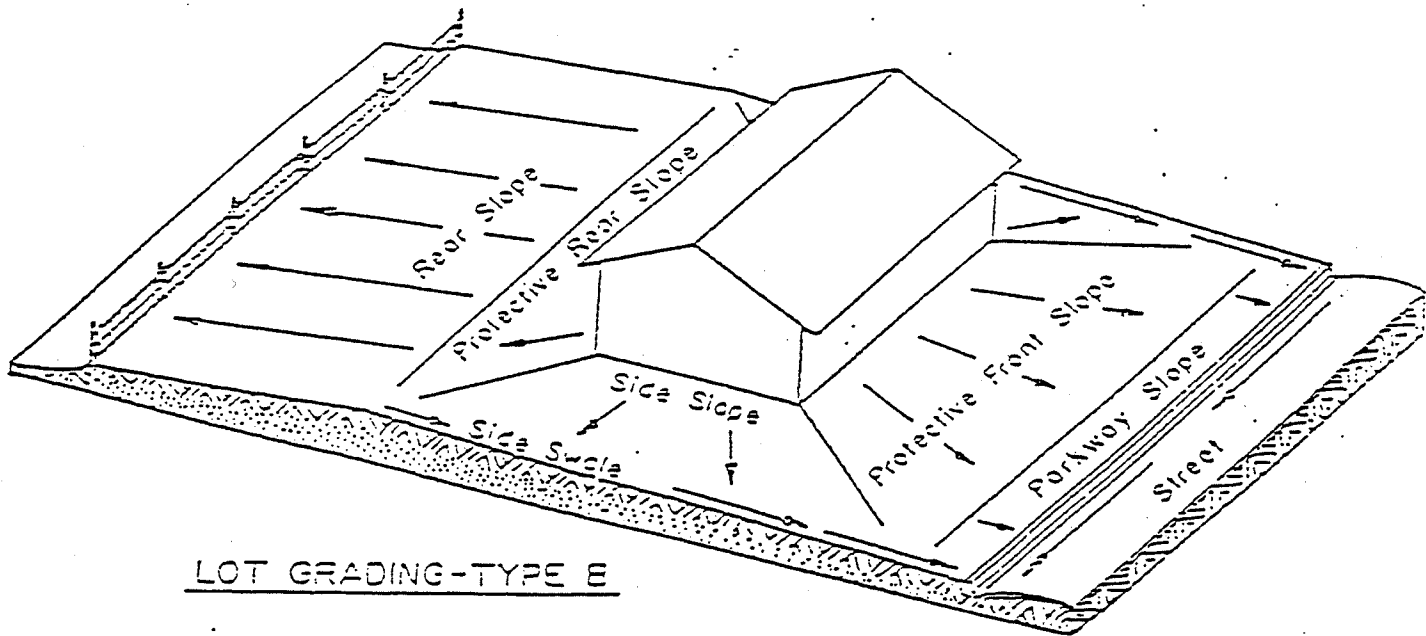 Rear Slope
Protective Rear Slope
Side Slope
Side Swale
Protective Front Slope
Parkway Slope
Street
LOT GRADING-TYPE B